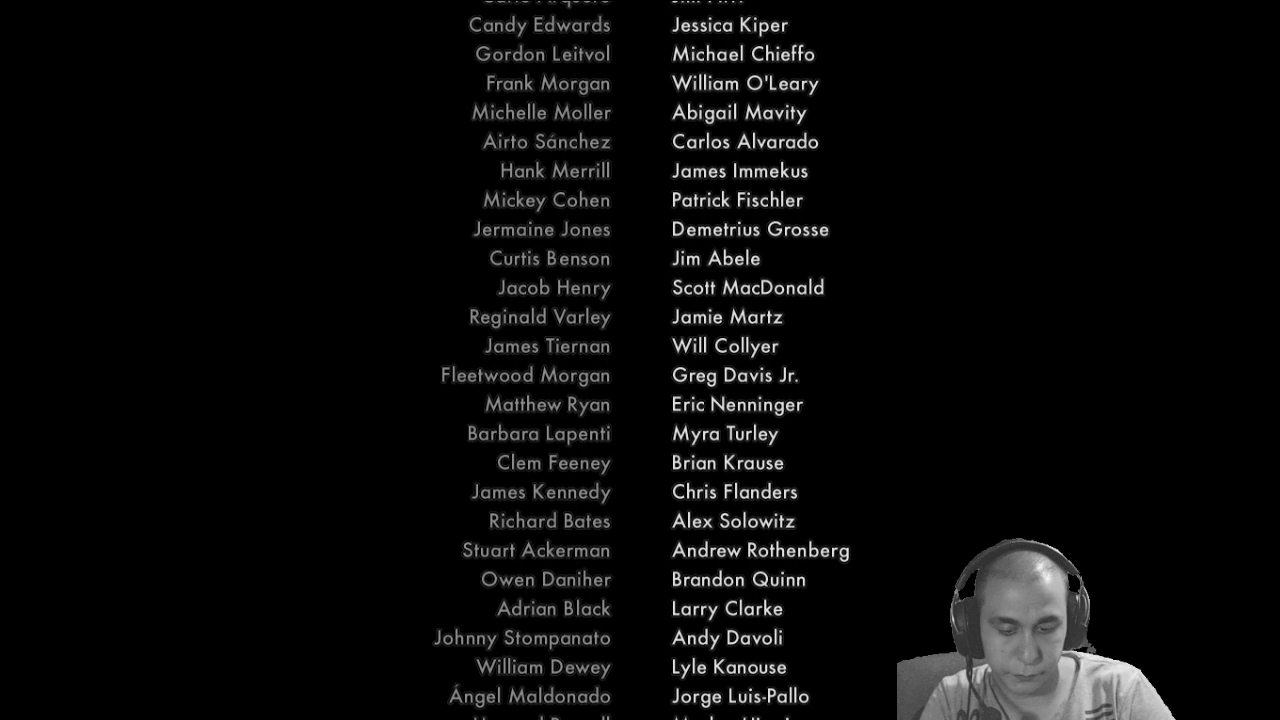 Candy Edwards Jessica Kiper
Gordon Leitvol Michael Chieffo
Frank Morgan William O'Leary
Michelle Moller Abigail Mavity
Airto Sánchez Carlos Alvarado
Hank Merrill James Immekus
Mickey Cohen Patrick Fischler
Jermaine Jones Demetrius Grosse
Curtis Benson Jim Abele
Jacob Henry Scott MacDonald
Reginald Varley Jamie Martz
James Tiernan Will Collyer
Fleetwood Morgan Greg Davis Jr.
Matthew Ryan Eric Nenninger
Barbara Lapenti Myra Turley
Clem Feeney Brian Krause
James Kennedy Chris Flanders
Richard Bates Alex Solowitz
Stuart Ackerman Andrew Rothenberg
Owen Daniher Brandon Quinn
Adrian Black Larry Clarke
Johnny Stompanato Andy Davoli
William Dewey Lyle Kanouse
Ángel Maldonado Jorge Luis-Pallo